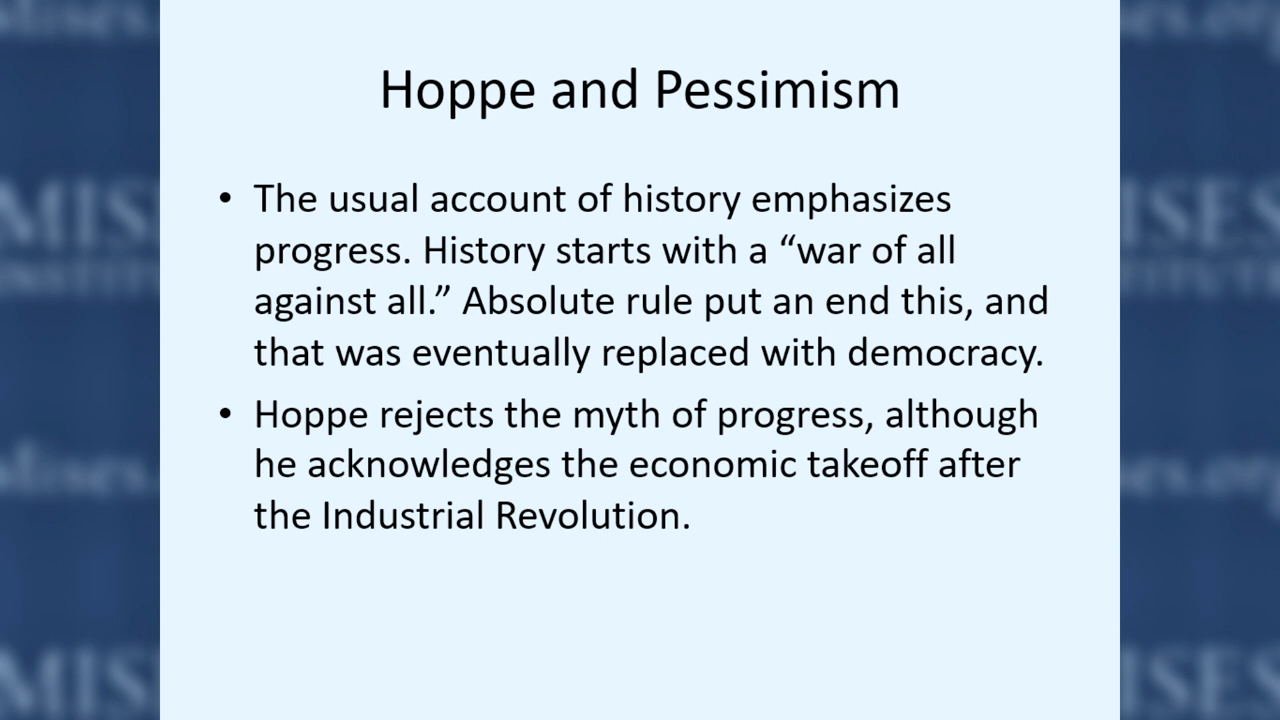 Hoppe and Pessimism
• The usual account of history emphasizes
progress. History starts with a “war of all
against all.” Absolute rule put an end this, and
that was eventually replaced with democracy.
• Hoppe rejects the myth of progress, although
he acknowledges the economic takeoff after
the Industrial Revolution.